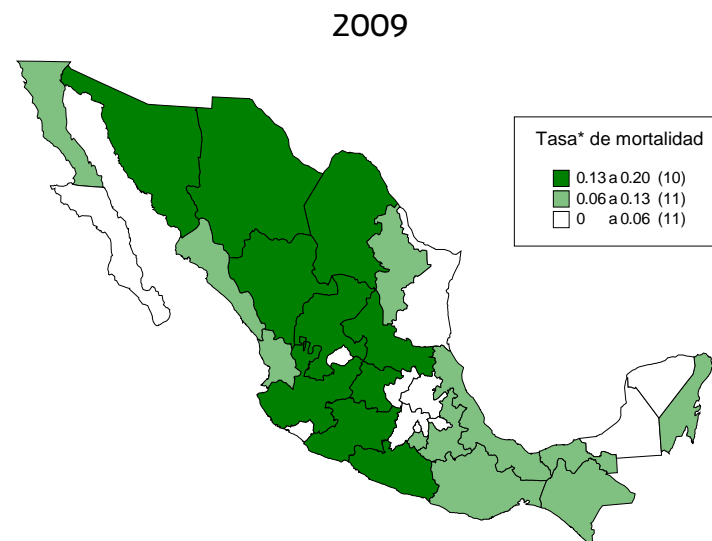 2009
Tasa* de mortalidad
0.13 a 0.20 (10)
0.06 a 0.13 (11)
0 a 0.06 (11)